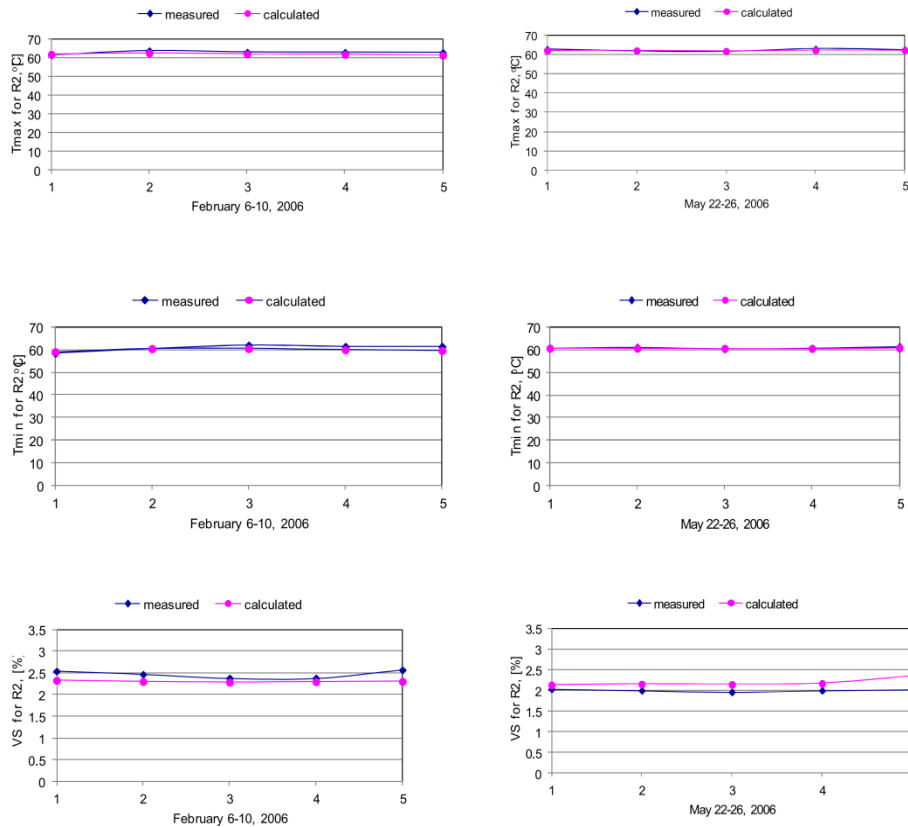 measured calculated
70
60
50
40
30
20
10
0
1 2 3 4 5
Tmax for R2,[°C]
February 6-10, 2006
measured calculated
70
60
50
40
30
20
10
0
1 2 3 4 5
Tmax for R2, [°C]
May 22-26, 2006
measured calculated
70
60
50
40
30
20
10
0
1 2 3 4 5
Tmin for R2,[°C]
February 6-10, 2006
measured calculated
70
60
50
40
30
20
10
0
1 2 3 4 5
Tmin for R2, [°C]
May 22-26, 2006
measured calculated
3.5
3
2.5
2
1.5
1
0.5
0
1 2 3 4 5
VS for R2, [%]
February 6-10, 2006
measured calculated
3.5
3
2.5
2
1.5
1
0.5
0
1 2 3 4
VS for R2, [%]
May 22-26, 2006